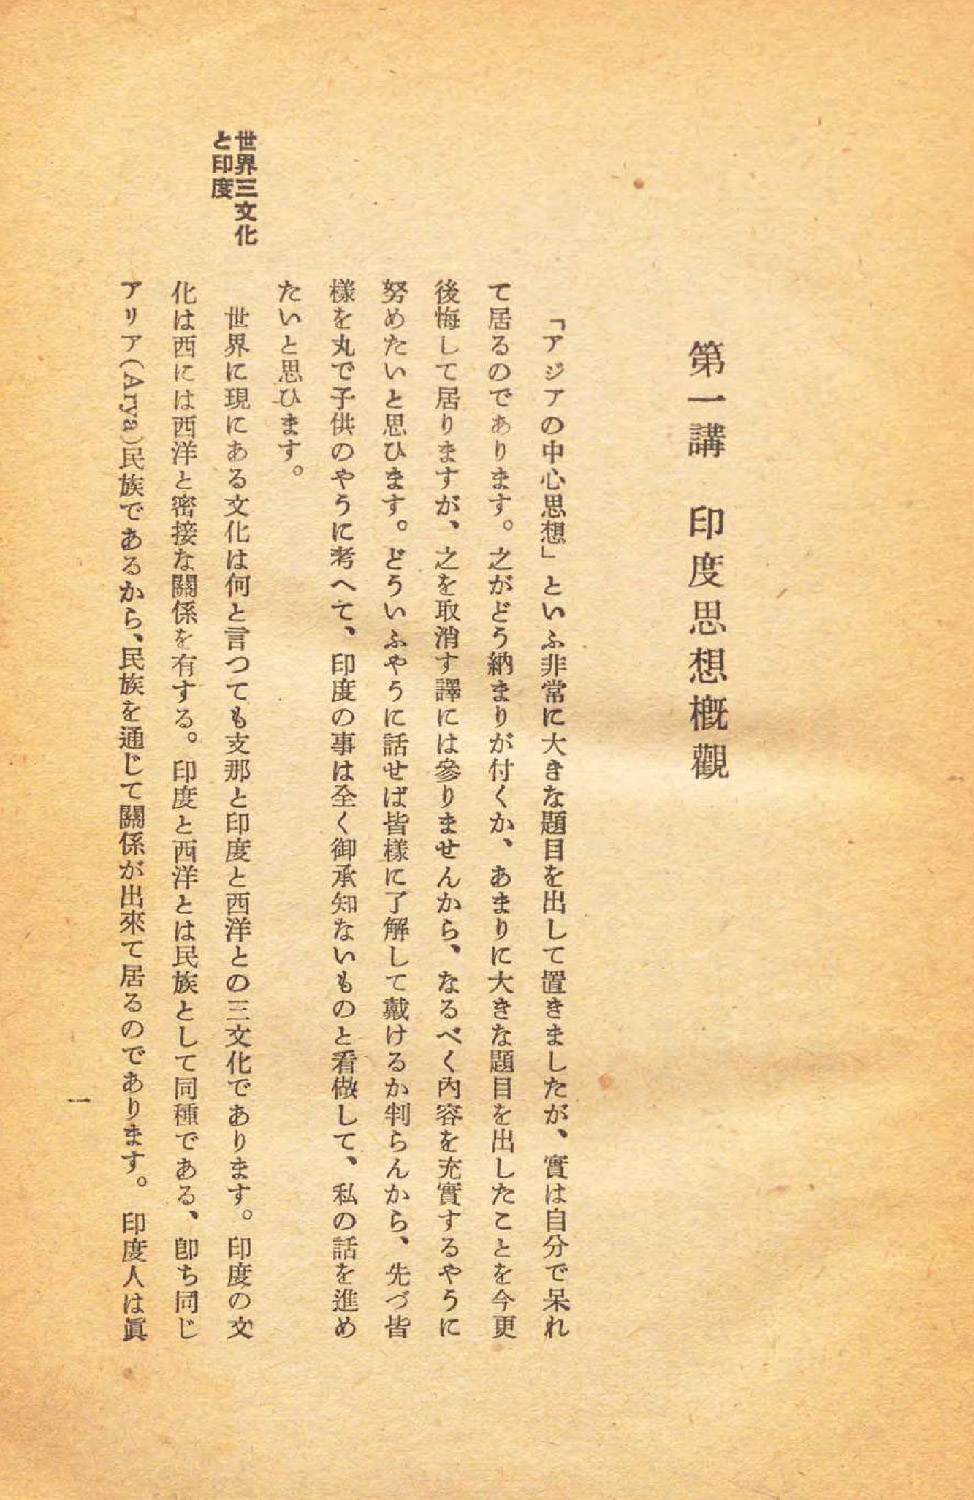 第一講　印度思想槪觀
「アジアの中心思想」といふ非常に大きな題目を出して置きましたが、實は自分で呆れ
て居るのであります。之がどう納まりが付くか、あまりに大きな題目を出したことを今更
後悔して居りますが、之を取消す譯には參りませんから、なるべく內容を充實するやうに
努めたいと思ひます。どういふやうに話せば皆樣に了解して戴けるか判らんから、先づ皆
樣を丸で子供のやうに考へて、印度の事は全く御承知ないものと看做して、私の話を進め
たいと思ひます。
世界三文化
と印度
世界に現にある文化は何と言つても支那と印度と西洋との三文化であります。印度の文
化は西には西洋と密接な關係を有する。印度と西洋とは民族として同種である、卽ち同じ
アリア(Arya)民族であるから、民族を通じて關係が出來て居るのであります。印度人は眞
一